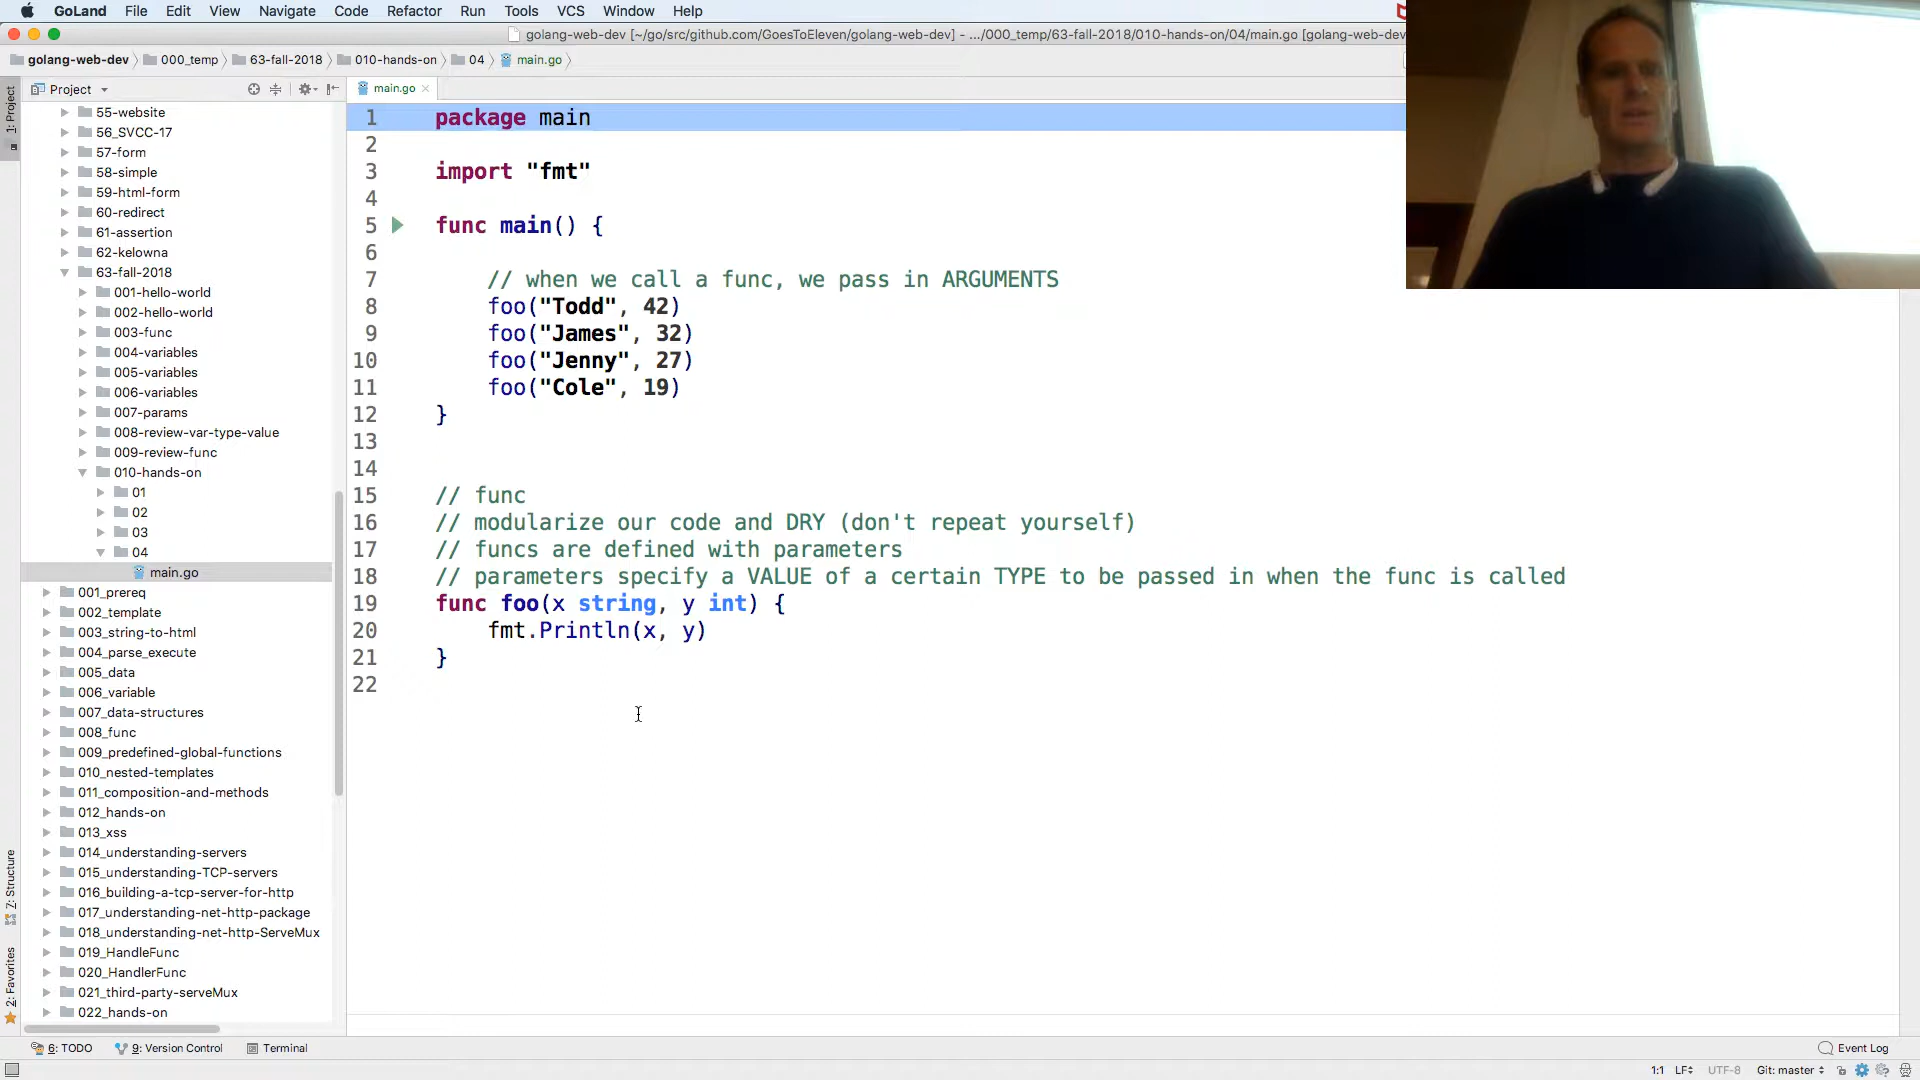 GoLand File Edit View Navigate Code Refactor Run Tools VCS Window Help
golang-web-dev [~/go/src/github.com/GoesToEleven/golang-web-dev] - .../000_temp/63-fall-2018/010-hands-on/04/main.go [golang-web-dev]
golang-web-dev 000_temp 63-fall-2018 010-hands-on 04 main.go
Project
main.go
1: Project
55-website
56_SVCC-17
57-form
58-simple
59-html-form
60-redirect
61-assertion
62-kelowna
63-fall-2018
001-hello-world
002-hello-world
003-func
004-variables
005-variables
006-variables
007-params
008-review-var-type-value
009-review-func
010-hands-on
01
02
03
04
main.go
001_prereq
002_template
003_string-to-html
004_parse_execute
005_data
006_variable
007_data-structures
008_func
009_predefined-global-functions
010_nested-templates
011_composition-and-methods
012_hands-on
013_xss
014_understanding-servers
015_understanding-TCP-servers
016_building-a-tcp-server-for-http
017_understanding-net-http-package
018_understanding-net-http-ServeMux
019_HandleFunc
020_HandlerFunc
021_third-party-serveMux
022_hands-on
7: Structure
2: Favorites
1 package main
2
3 import "fmt"
4
5 func main() {
6
7 // when we call a func, we pass in ARGUMENTS
8 foo("Todd", 42)
9 foo("James", 32)
10 foo("Jenny", 27)
11 foo("Cole", 19)
12 }
13
14
15 // func
16 // modularize our code and DRY (don't repeat yourself)
17 // funcs are defined with parameters
18 // parameters specify a VALUE of a certain TYPE to be passed in when the func is called
19 func foo(x string, y int) {
20 fmt.Println(x, y)
21 }
22
6: TODO 9: Version Control Terminal Event Log
1:1 LF UTF-8 Git: master